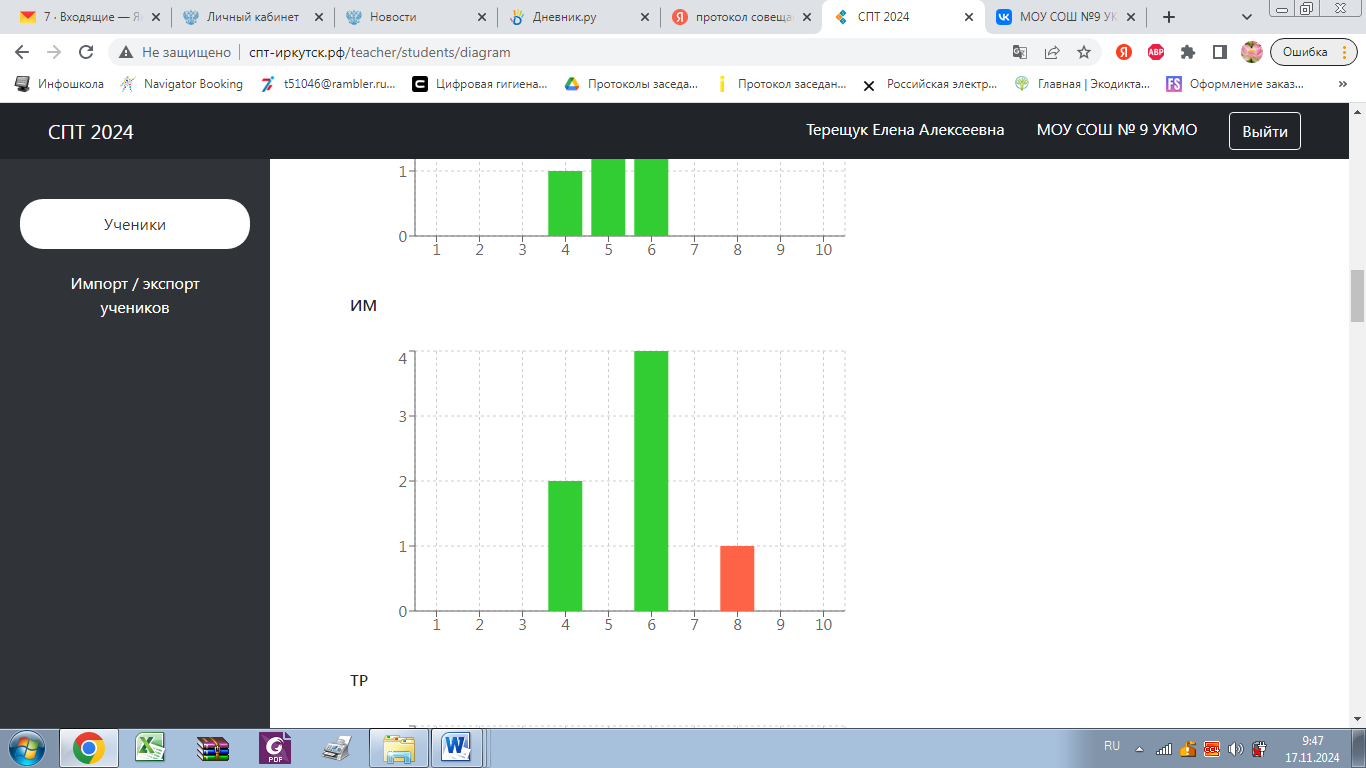 7 · Входящие — Ян
Личный кабинет
Новости
Дневник.ру
протокол совеща
СПТ 2024
МОУ СОШ №9 УК
Не защищено
спт-иркутск.рф/teacher/students/diagram
Ошибка
Инфошкола
Navigator Booking
t51046@rambler.ru...
Цифровая гигиена...
Протоколы заседа...
Протокол заседан...
Российская электр...
Главная | Экодикта...
Оформление заказ...
»
СПТ 2024
Терещук Елена Алексеевна
МОУ СОШ № 9 УКМО
Выйти
Ученики
Импорт / экспорт
учеников
1
0
1 2 3 4 5 6 7 8 9 10
ИМ
4
3
2
1
0
1 2 3 4 5 6 7 8 9 10
ТР
RU
9:47
17.11.2024